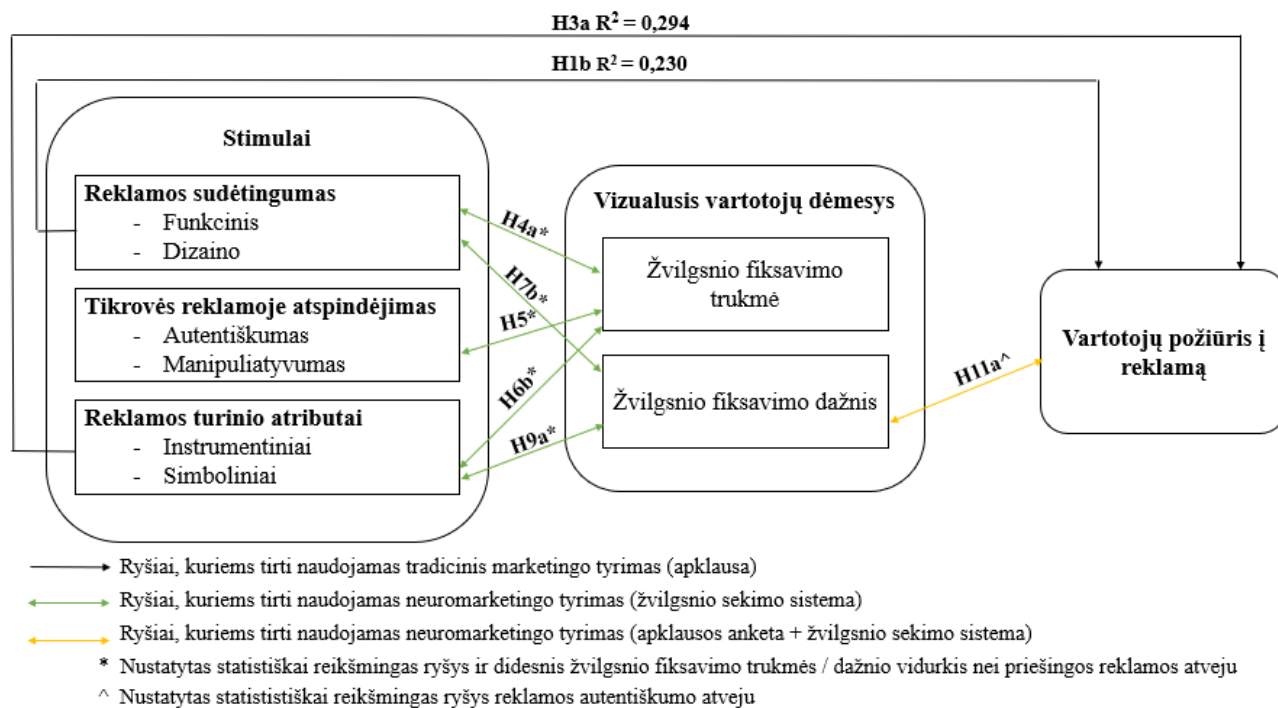 H3a R² = 0,294
H1b R² = 0,230
Stimulai
Reklamos sudėtingumas
- Funkcinis
- Dizaino
Tikrovės reklamoje atspindėjimas
- Autentiškumas
- Manipuliatyvumas
Reklamos turinio atributai
- Instrumentiniai
- Simboliniai
H4a*
H7b*
H5*
H6b*
H9a*
Vizualusis vartotojų dėmesys
Žvilgsnio fiksavimo
trukmė
Žvilgsnio fiksavimo dažnis
H11a^
Vartotojų požiūris į
reklamą
Ryšiai, kuriems tirti naudojamas tradicinis marketingo tyrimas (apklausa)
Ryšiai, kuriems tirti naudojamas neuromarketingo tyrimas (žvilgsnio sekimo sistema)
Ryšiai, kuriems tirti naudojamas neuromarketingo tyrimas (apklausos anketa + žvilgsnio sekimo sistema)
* Nustatytas statistiškai reikšmingas ryšys ir didesnis žvilgsnio fiksavimo trukmės / dažnio vidurkis nei priešingos reklamos atveju
^ Nustatytas statististiškai reikšmingas ryšys reklamos autentiškumo atveju